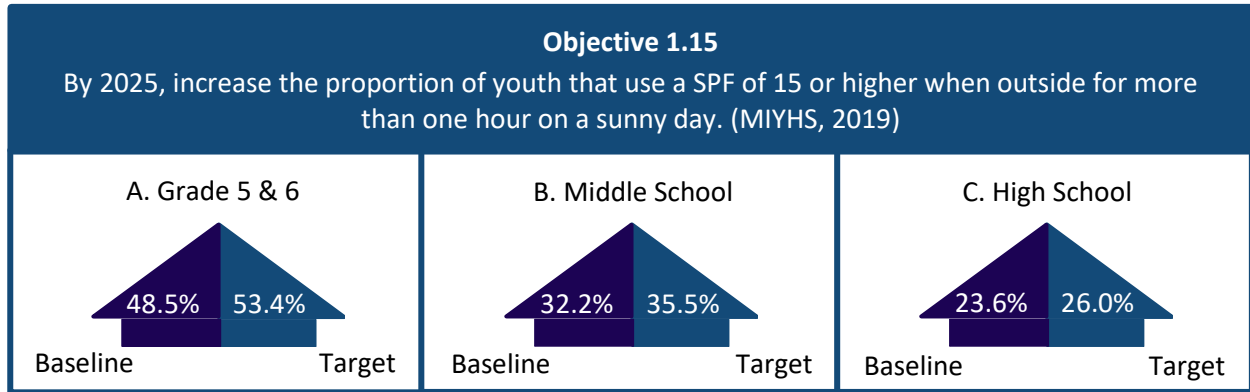 Objective 1.15
By 2025, increase the proportion of youth that use a SPF of 15 or higher when outside for more
than one hour on a sunny day. (MIYHS, 2019)
A. Grade 5 & 6
48.5% 53.4%
Baseline Target
B. Middle School
32.2% 35.5%
Baseline Target
C. High School
23.6% 26.0%
Baseline Target